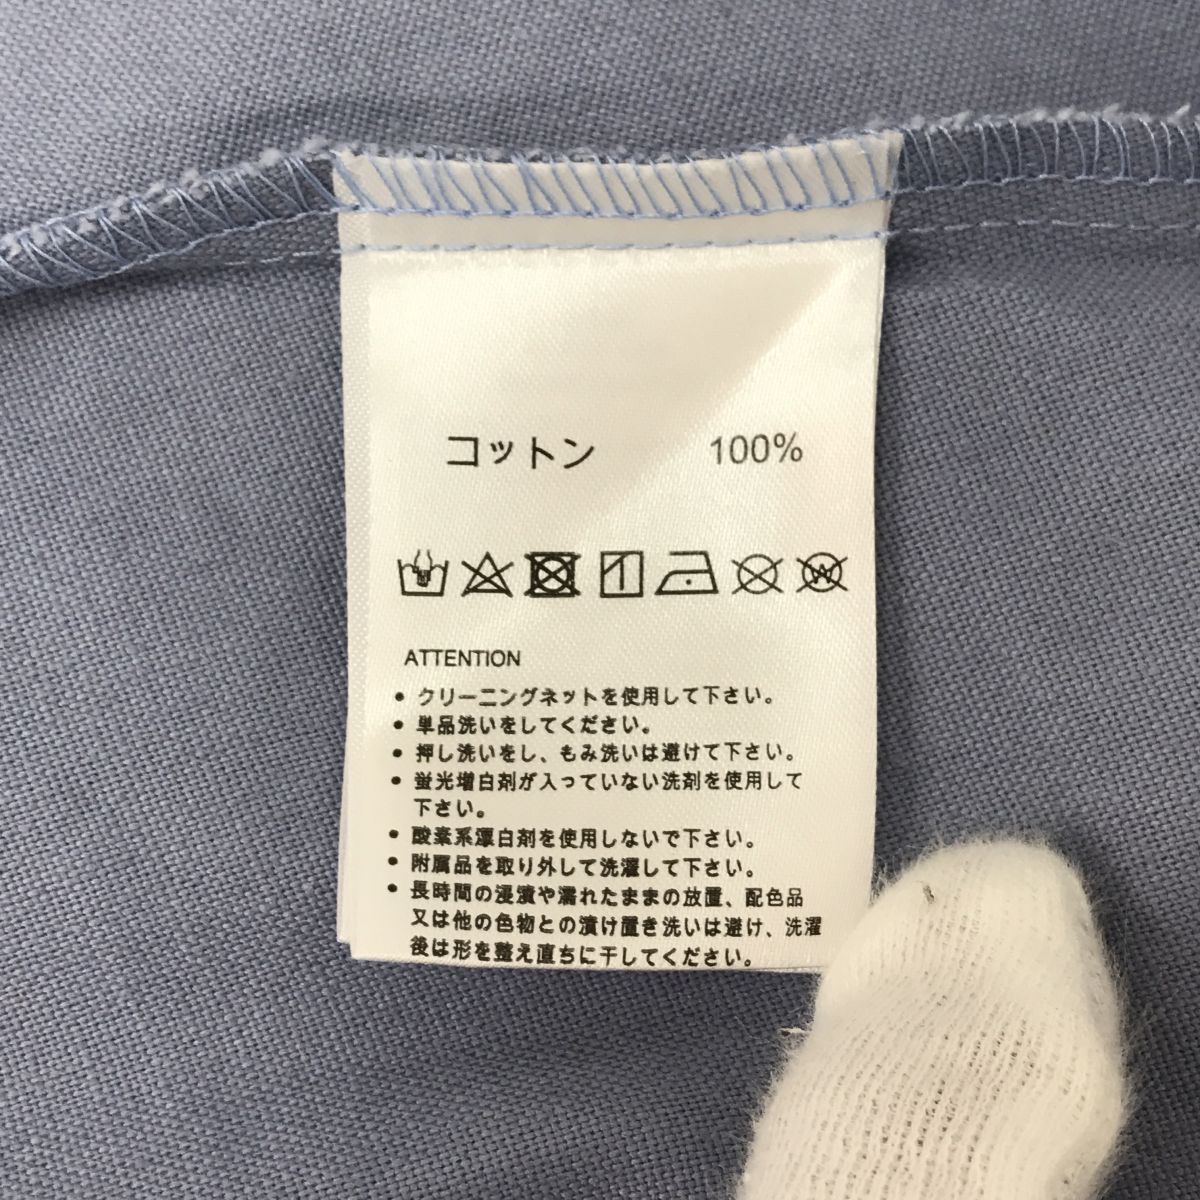 コットン 100%
ATTENTION
• クリーニングネットを使用して下さい。
• 単品洗いをしてください。
• 押し洗いをし、もみ洗いは避けて下さい。
• 蛍光増白剤が入っていない洗剤を使用して
下さい。
• 酸素系漂白剤を使用しないで下さい。
• 附属品を取り外して洗濯して下さい。
• 長時間の浸漬や濡れたままの放置、配色品
又は他の色物との漬け置き洗いは避け、洗濯
後は形を整え直ちに干してください。